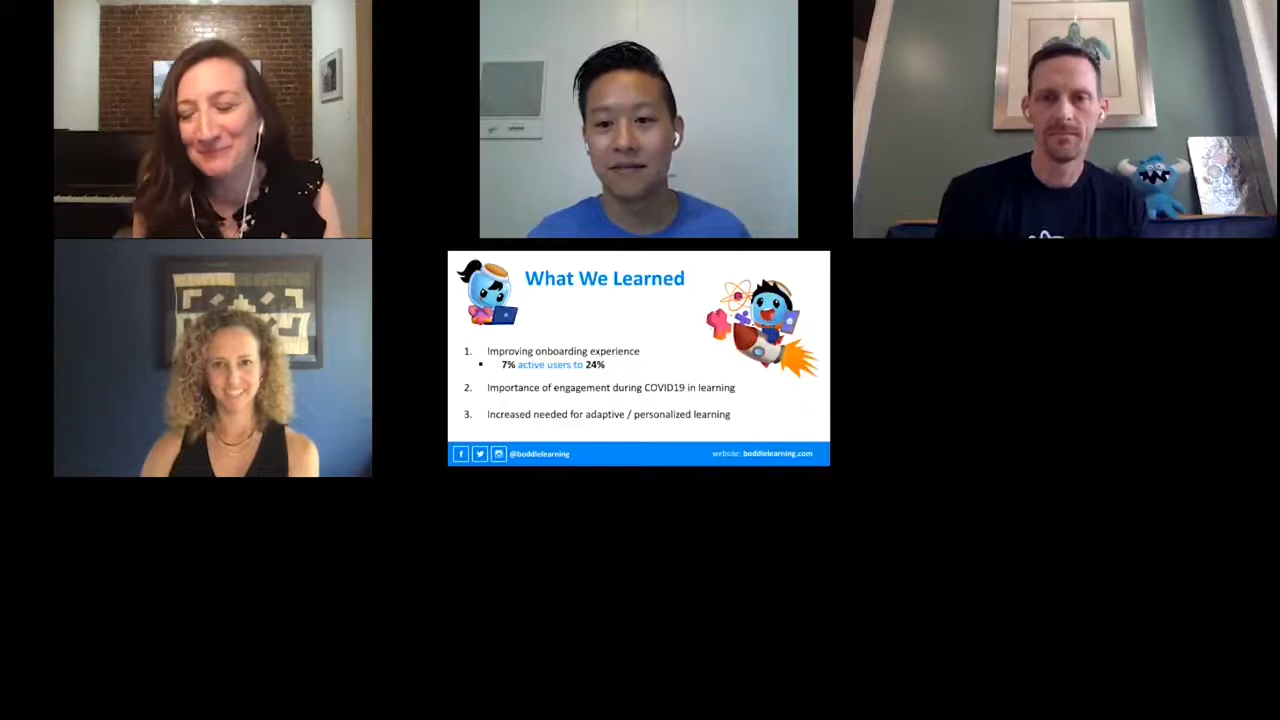 What We Learned
1. Improving onboarding experience
▪ 7% active users to 24%
2. Importance of engagement during COVID19 in learning
3. Increased needed for adaptive / personalized learning
@boddlelearning
website: boddlelearning.com